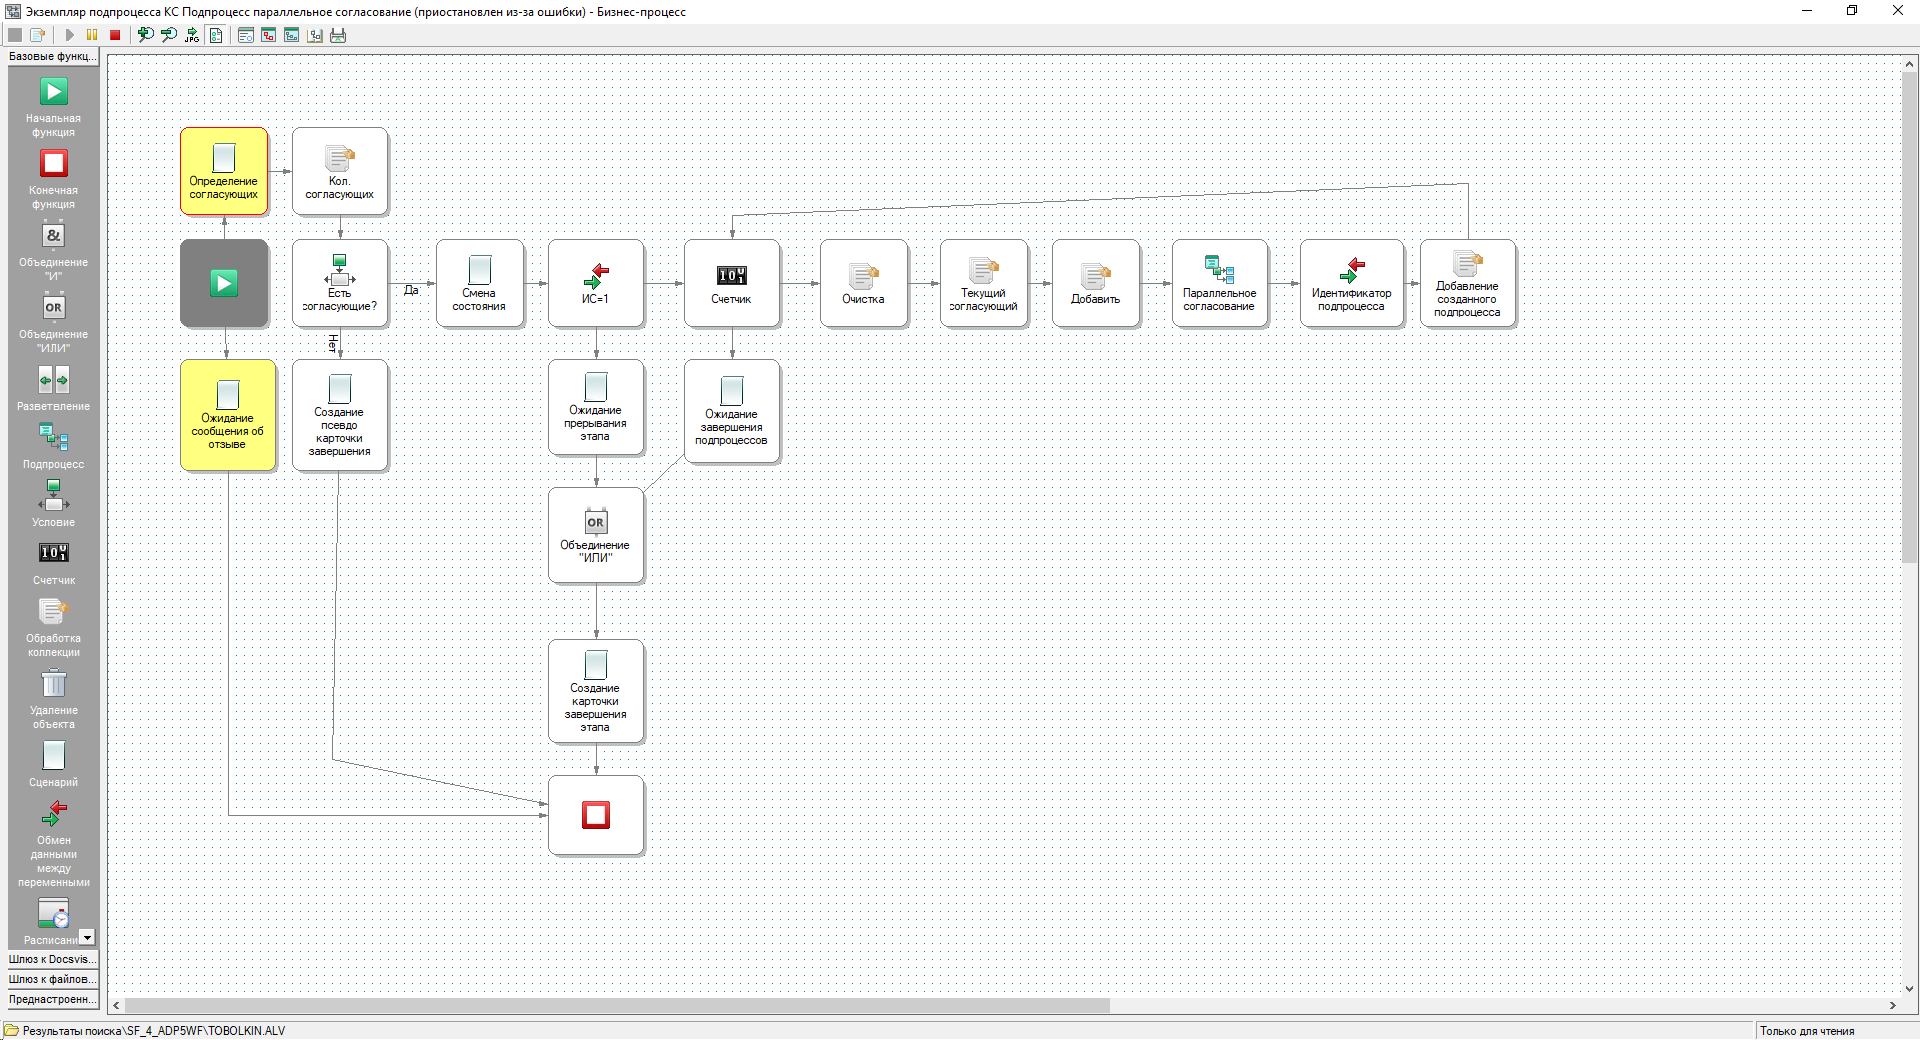 Экземпляр подпроцесса КС Подпроцесс параллельное согласование (приостановлен из-за ошибки) - Бизнес-процесс
JPG
Базовые функц...
Начальная
функция
Конечная
функция
&
Объединение
"И"
OR
Объединение
"ИЛИ"
Разветвление
Подпроцесс
Условие
Счетчик
Обработка
коллекции
Удаление
объекта
Сценарий
Обмен
данными
между
переменными
Расписани
Шлюз к Docsvis...
Шлюз к файлов...
Преднастроенн...
Определение
согласующих
Кол.
согласующих
Есть
согласующие?
Да
Нет
Смена
состояния
ИС=1
Счетчик
Очистка
Текущий
согласующий
Добавить
Параллельное
согласование
Идентификатор
подпроцесса
Добавление
созданного
подпроцесса
Ожидание
сообщения об
отзыве
Создание
псевдо
карточки
завершения
Ожидание
прерывания
этапа
Ожидание
завершения
подпроцессов
OR
Объединение
"ИЛИ"
Создание
карточки
завершения
этапа
Результаты поиска\SF_4_ADP5WF\TOBOLKIN.ALV
Только для чтения